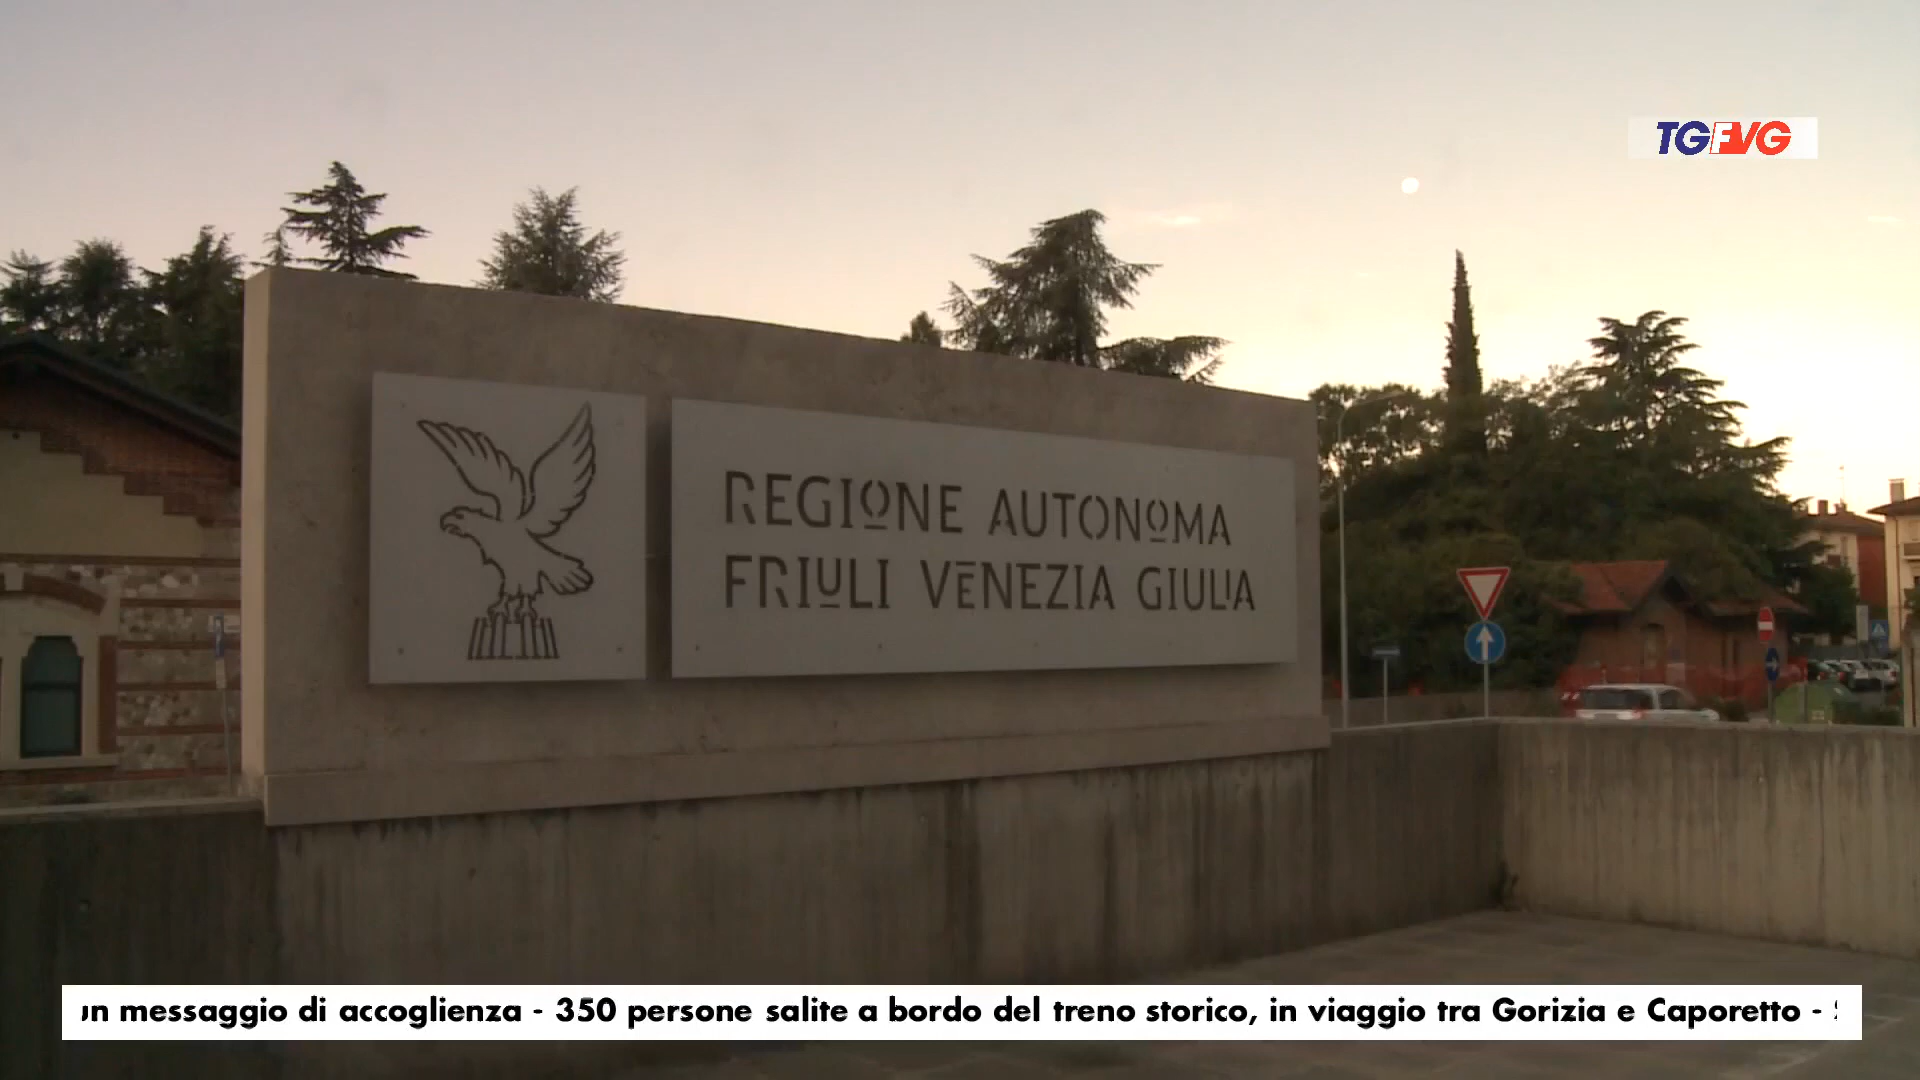 TGFVG
REGIONE AUTONOMA
FRIULI VENEZIA GIULIA
un messaggio di accoglienza - 350 persone salite a bordo del treno storico, in viaggio tra Gorizia e Caporetto -